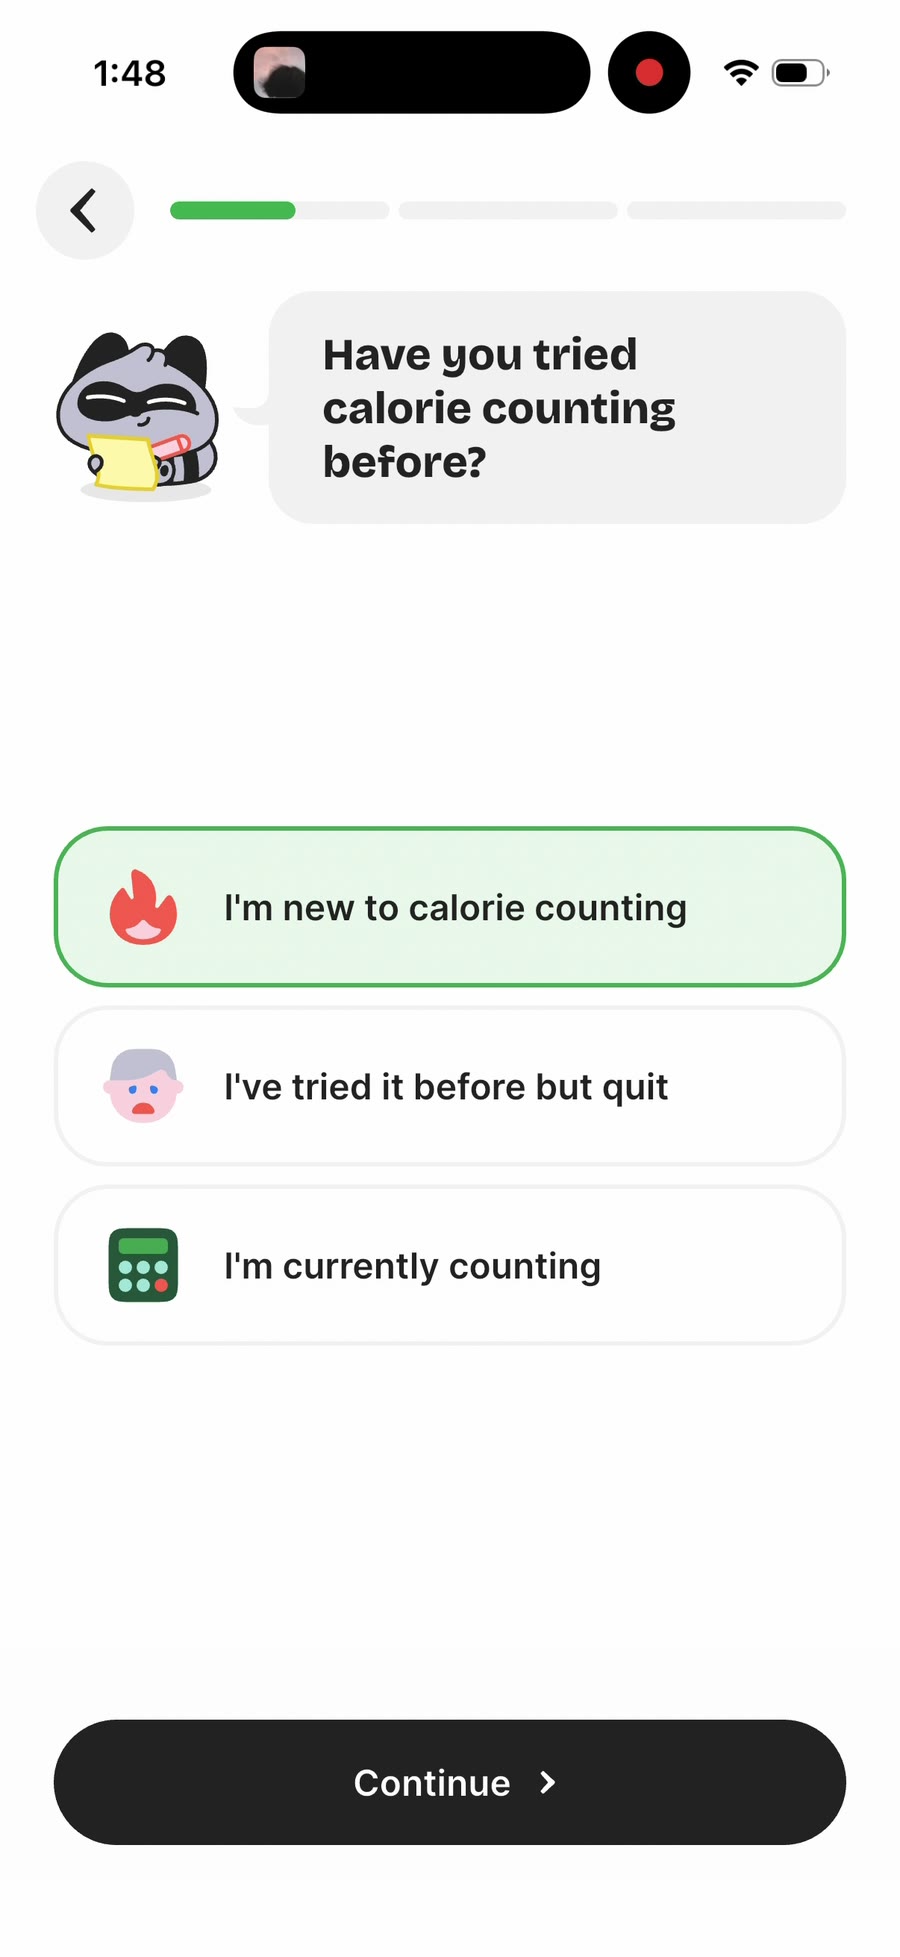 1:48
Have you tried
calorie counting
before?
I'm new to calorie counting
I've tried it before but quit
I'm currently counting
Continue